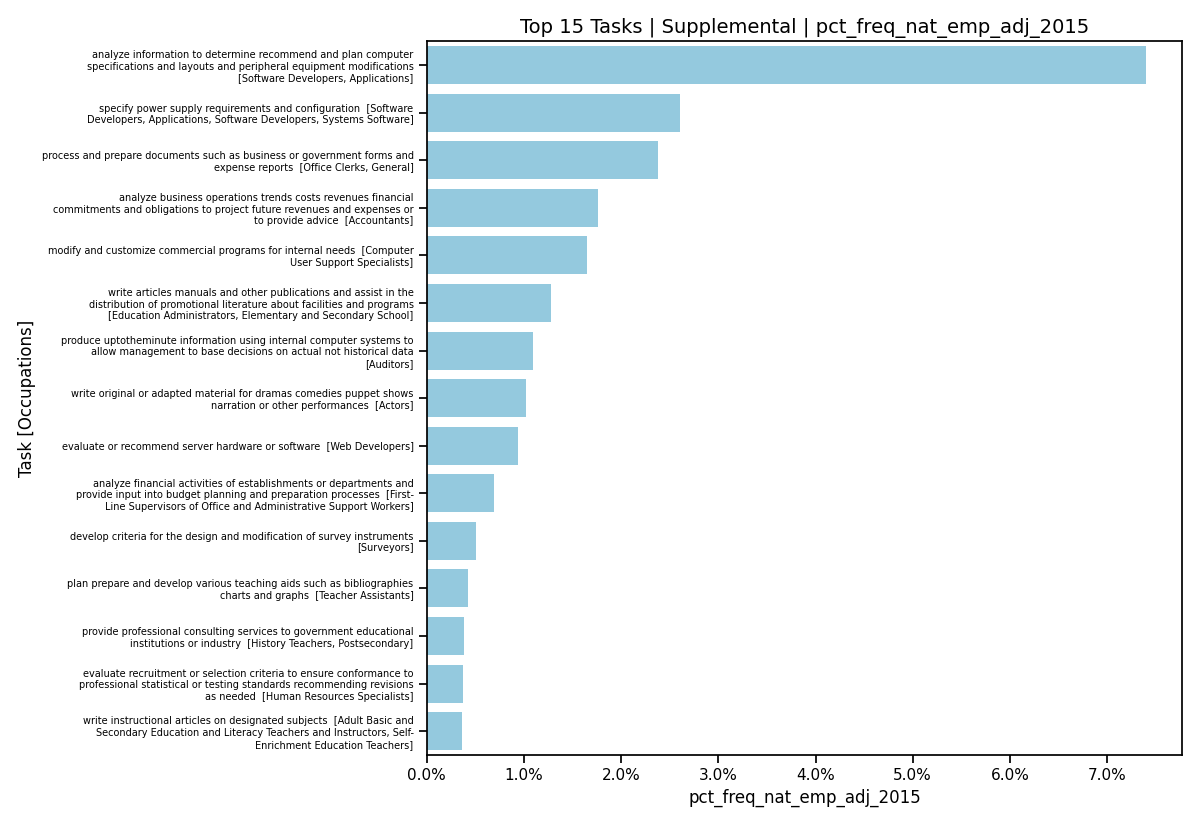 Top 15 Tasks | Supplemental | pct_freq_nat_emp_adj_2015
analyze information to determine recommend and plan computer
specifications and layouts and peripheral equipment modifications
[Software Developers, Applications]
specify power supply requirements and configuration  [Software
Developers, Applications, Software Developers, Systems Software]
process and prepare documents such as business or government forms and
expense reports  [Office Clerks, General]
analyze business operations trends costs revenues financial
commitments and obligations to project future revenues and expenses or
to provide advice  [Accountants]
modify and customize commercial programs for internal needs  [Computer
User Support Specialists]
write articles manuals and other publications and assist in the
distribution of promotional literature about facilities and programs
[Education Administrators, Elementary and Secondary School]
produce uptotheminute information using internal computer systems to
allow management to base decisions on actual not historical data
[Auditors]
write original or adapted material for dramas comedies puppet shows
narration or other performances  [Actors]
evaluate or recommend server hardware or software  [Web Developers]
analyze financial activities of establishments or departments and
provide input into budget planning and preparation processes  [First-
Line Supervisors of Office and Administrative Support Workers]
develop criteria for the design and modification of survey instruments
[Surveyors]
plan prepare and develop various teaching aids such as bibliographies
charts and graphs  [Teacher Assistants]
provide professional consulting services to government educational
institutions or industry  [History Teachers, Postsecondary]
evaluate recruitment or selection criteria to ensure conformance to
professional statistical or testing standards recommending revisions
as needed  [Human Resources Specialists]
write instructional articles on designated subjects  [Adult Basic and
Secondary Education and Literacy Teachers and Instructors, Self-
Enrichment Education Teachers]
Task [Occupations]
0.0% 1.0% 2.0% 3.0% 4.0% 5.0% 6.0% 7.0%
pct_freq_nat_emp_adj_2015